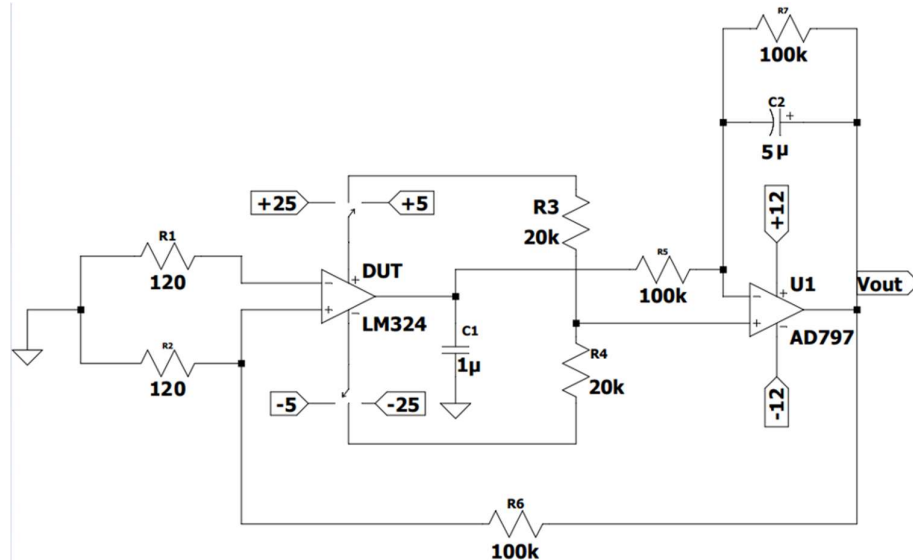 R7
100k
C2
+
5µ
+25
+5
+12
R3
20k
R1
120
DUT
R5
100k
U1
Vout
LM324
C1
1µ
AD797
R2
120
R4
20k
-5
-25
-12
R6
100k